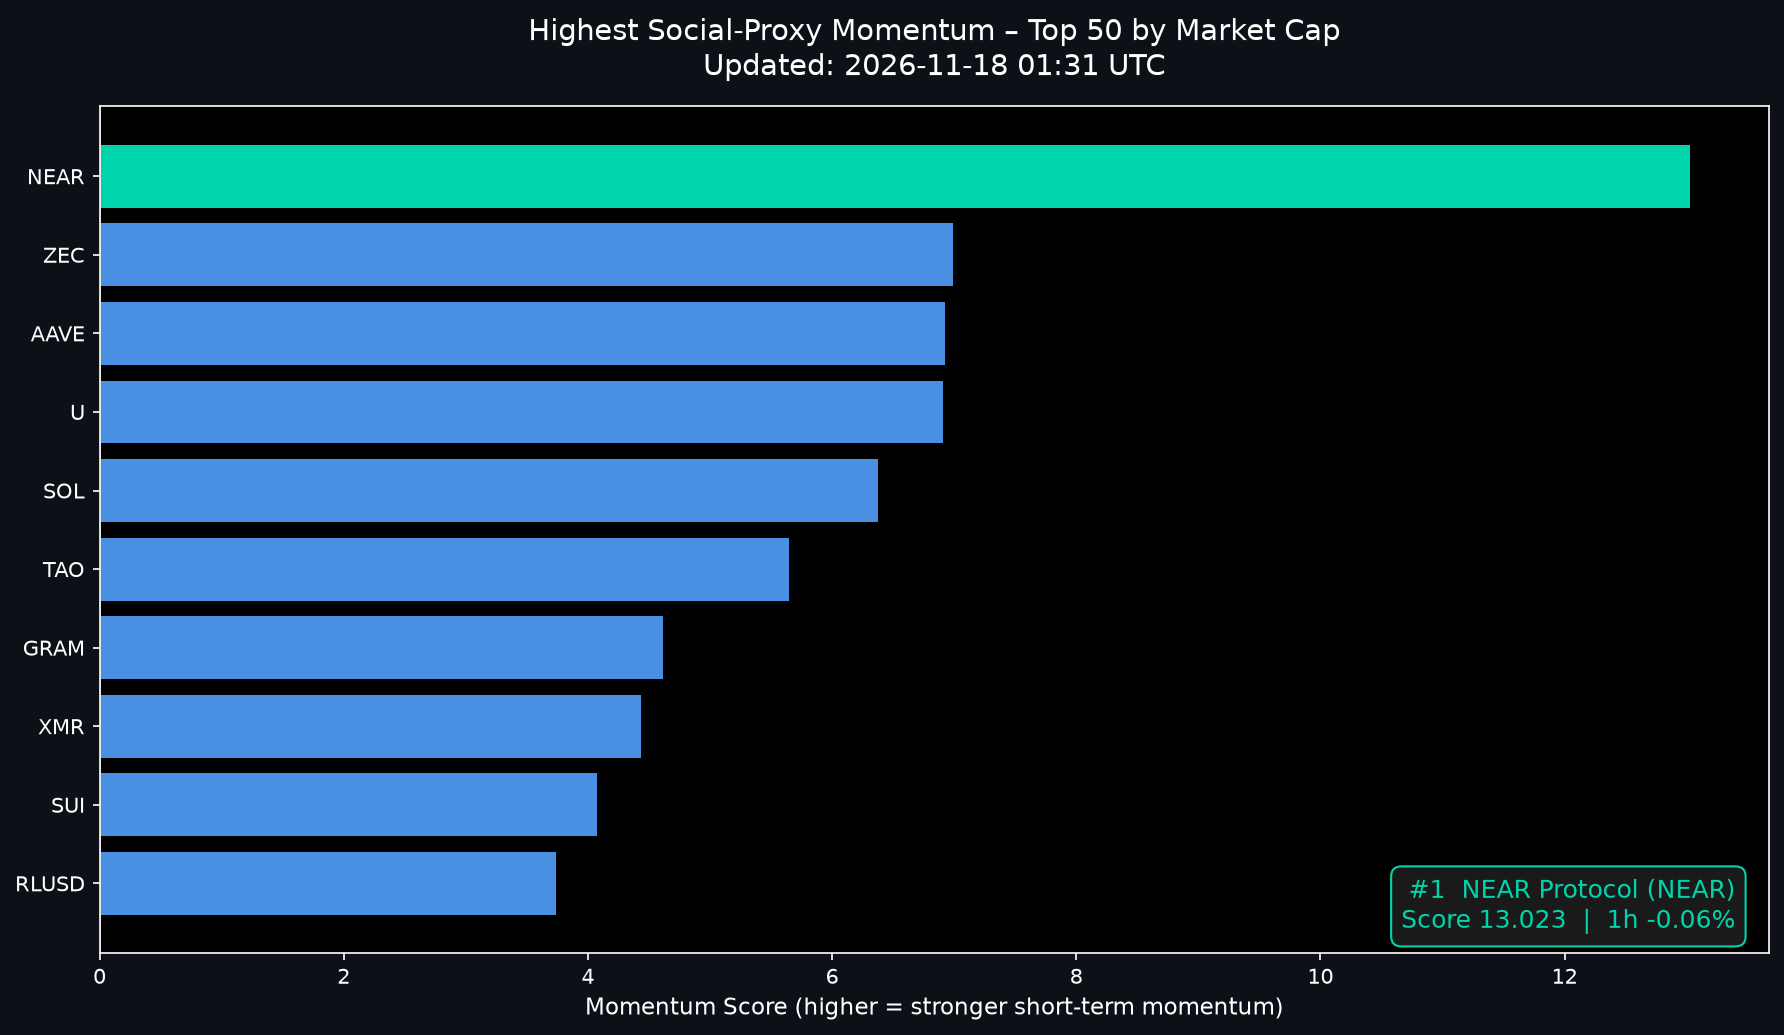 Highest Social-Proxy Momentum – Top 50 by Market Cap
Updated: 2026-11-18 01:31 UTC
NEAR
ZEC
AAVE
U
SOL
TAO
GRAM
XMR
SUI
RLUSD
#1  NEAR Protocol (NEAR)
Score 13.023  |  1h -0.06%
0 2 4 6 8 10 12
Momentum Score (higher = stronger short-term momentum)